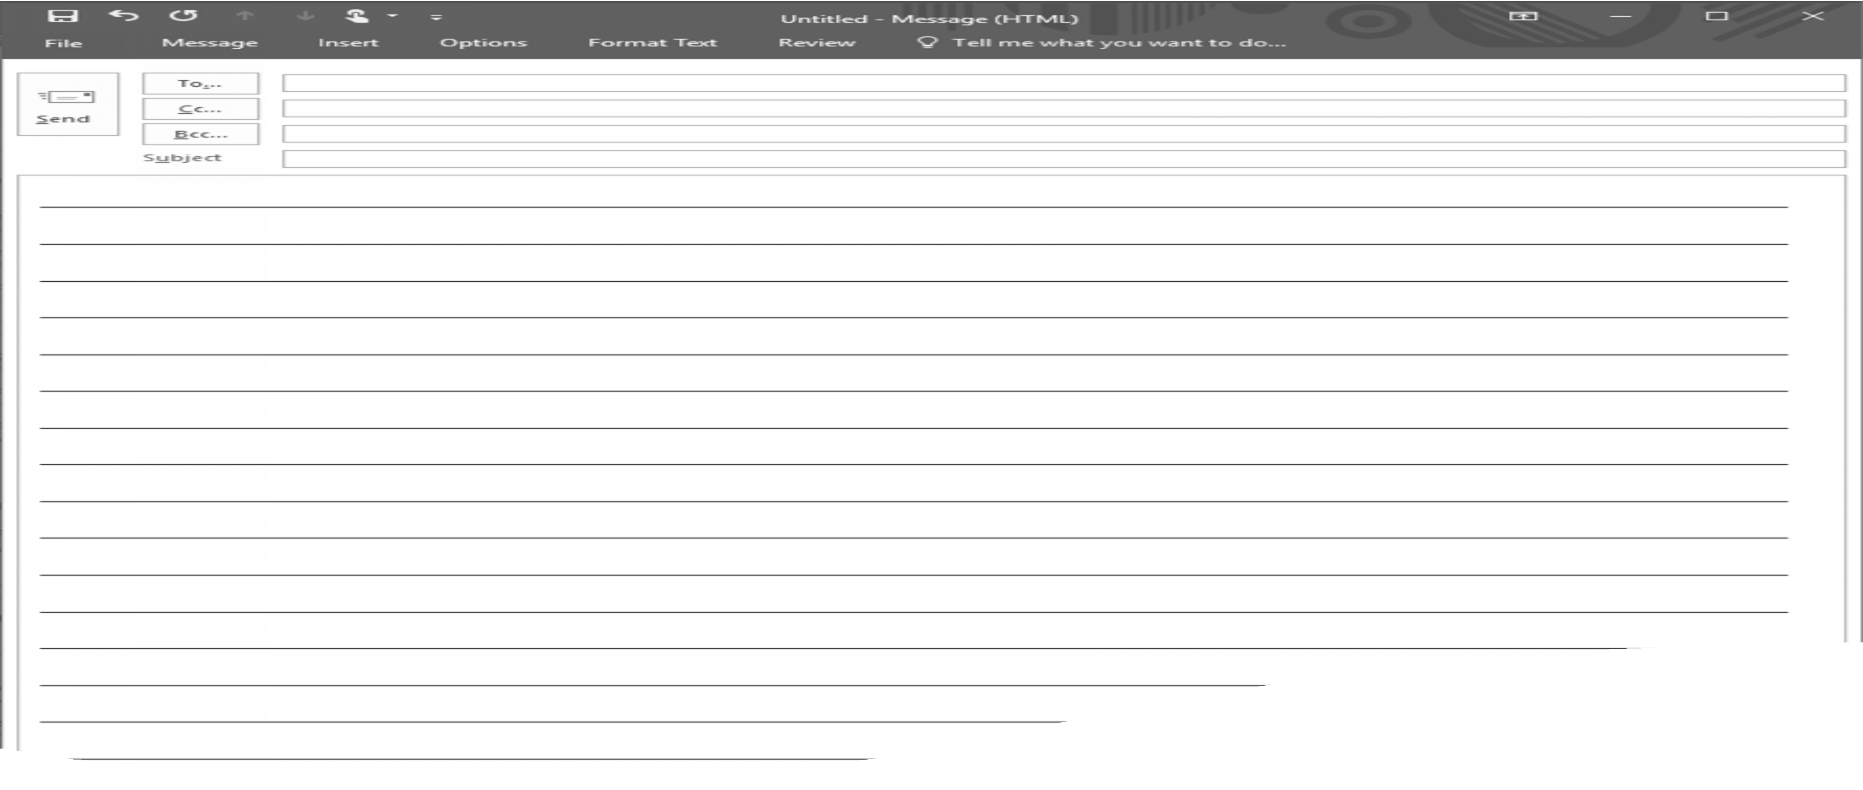 Untitled - Message (HTML)
File Message Insert Options Format Text Review Tell me what you want to do...
To...
Send
Cc...
Bcc...
Subject